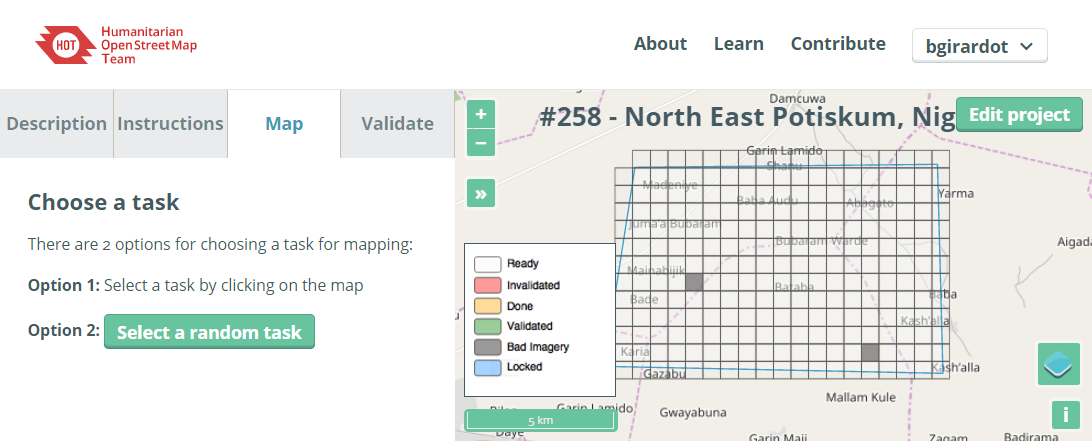 HOT
Humanitarian
OpenStreetMap
Team
About
Learn
Contribute
bgirardot
Description
Instructions
Map
Validate
Choose a task
There are 2 options for choosing a task for mapping:
Option 1: Select a task by clicking on the map
Option 2: Select a random task
+
−
»
#258 - North East Potiskum, Nig
Edit project
Damcuwa
Garin Lamido
Shanu
Madeniye
Yarma
Baba Audu
Abagato
Juma'a Bubaram
Bubaram Warde
Aigad
Mainabijik
Bataba
Bade
Baba
Kash'alla
Karia
Kash'alla
Gazabu
Mallam Kule
Ready
Invalidated
Done
Validated
Bad Imagery
Locked
Garin Lamido
5 km
Gwayabuna
Daye
Garin Maji
Zagam
Badirama
i